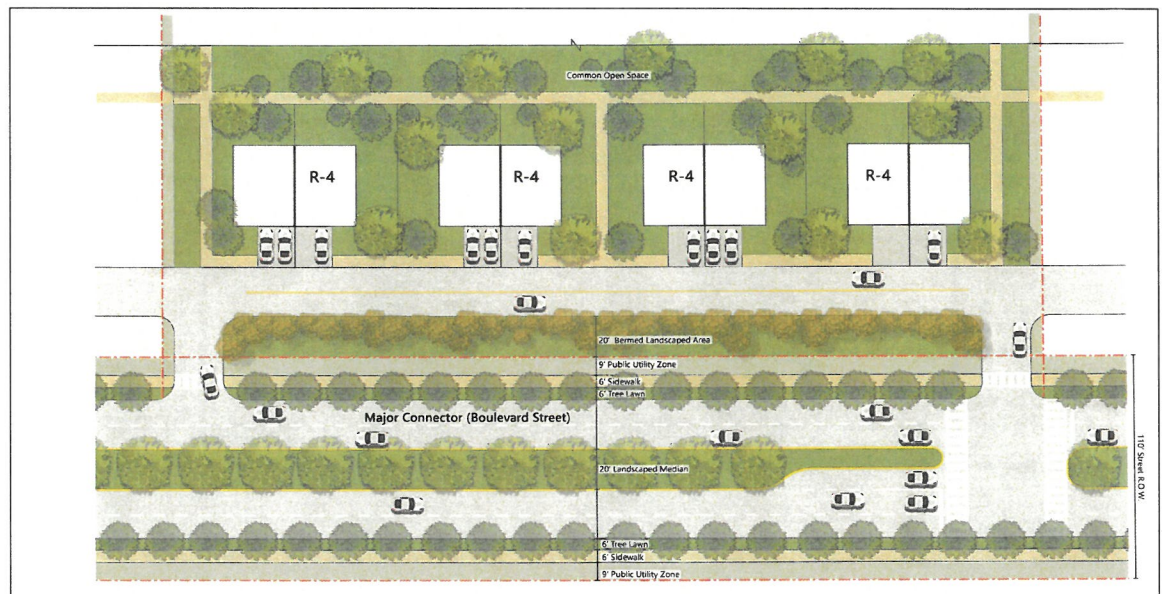 Common Open Space
R-4
R-4
R-4
R-4
20' Bermed Landscaped Area
9' Public Utility Zone
6' Sidewalk
6' Tree Lawn
Major Connector (Boulevard Street)
20' Landscaped Median
110' Street R.O.W
6' Tree Lawn
6' Sidewalk
9' Public Utility Zone